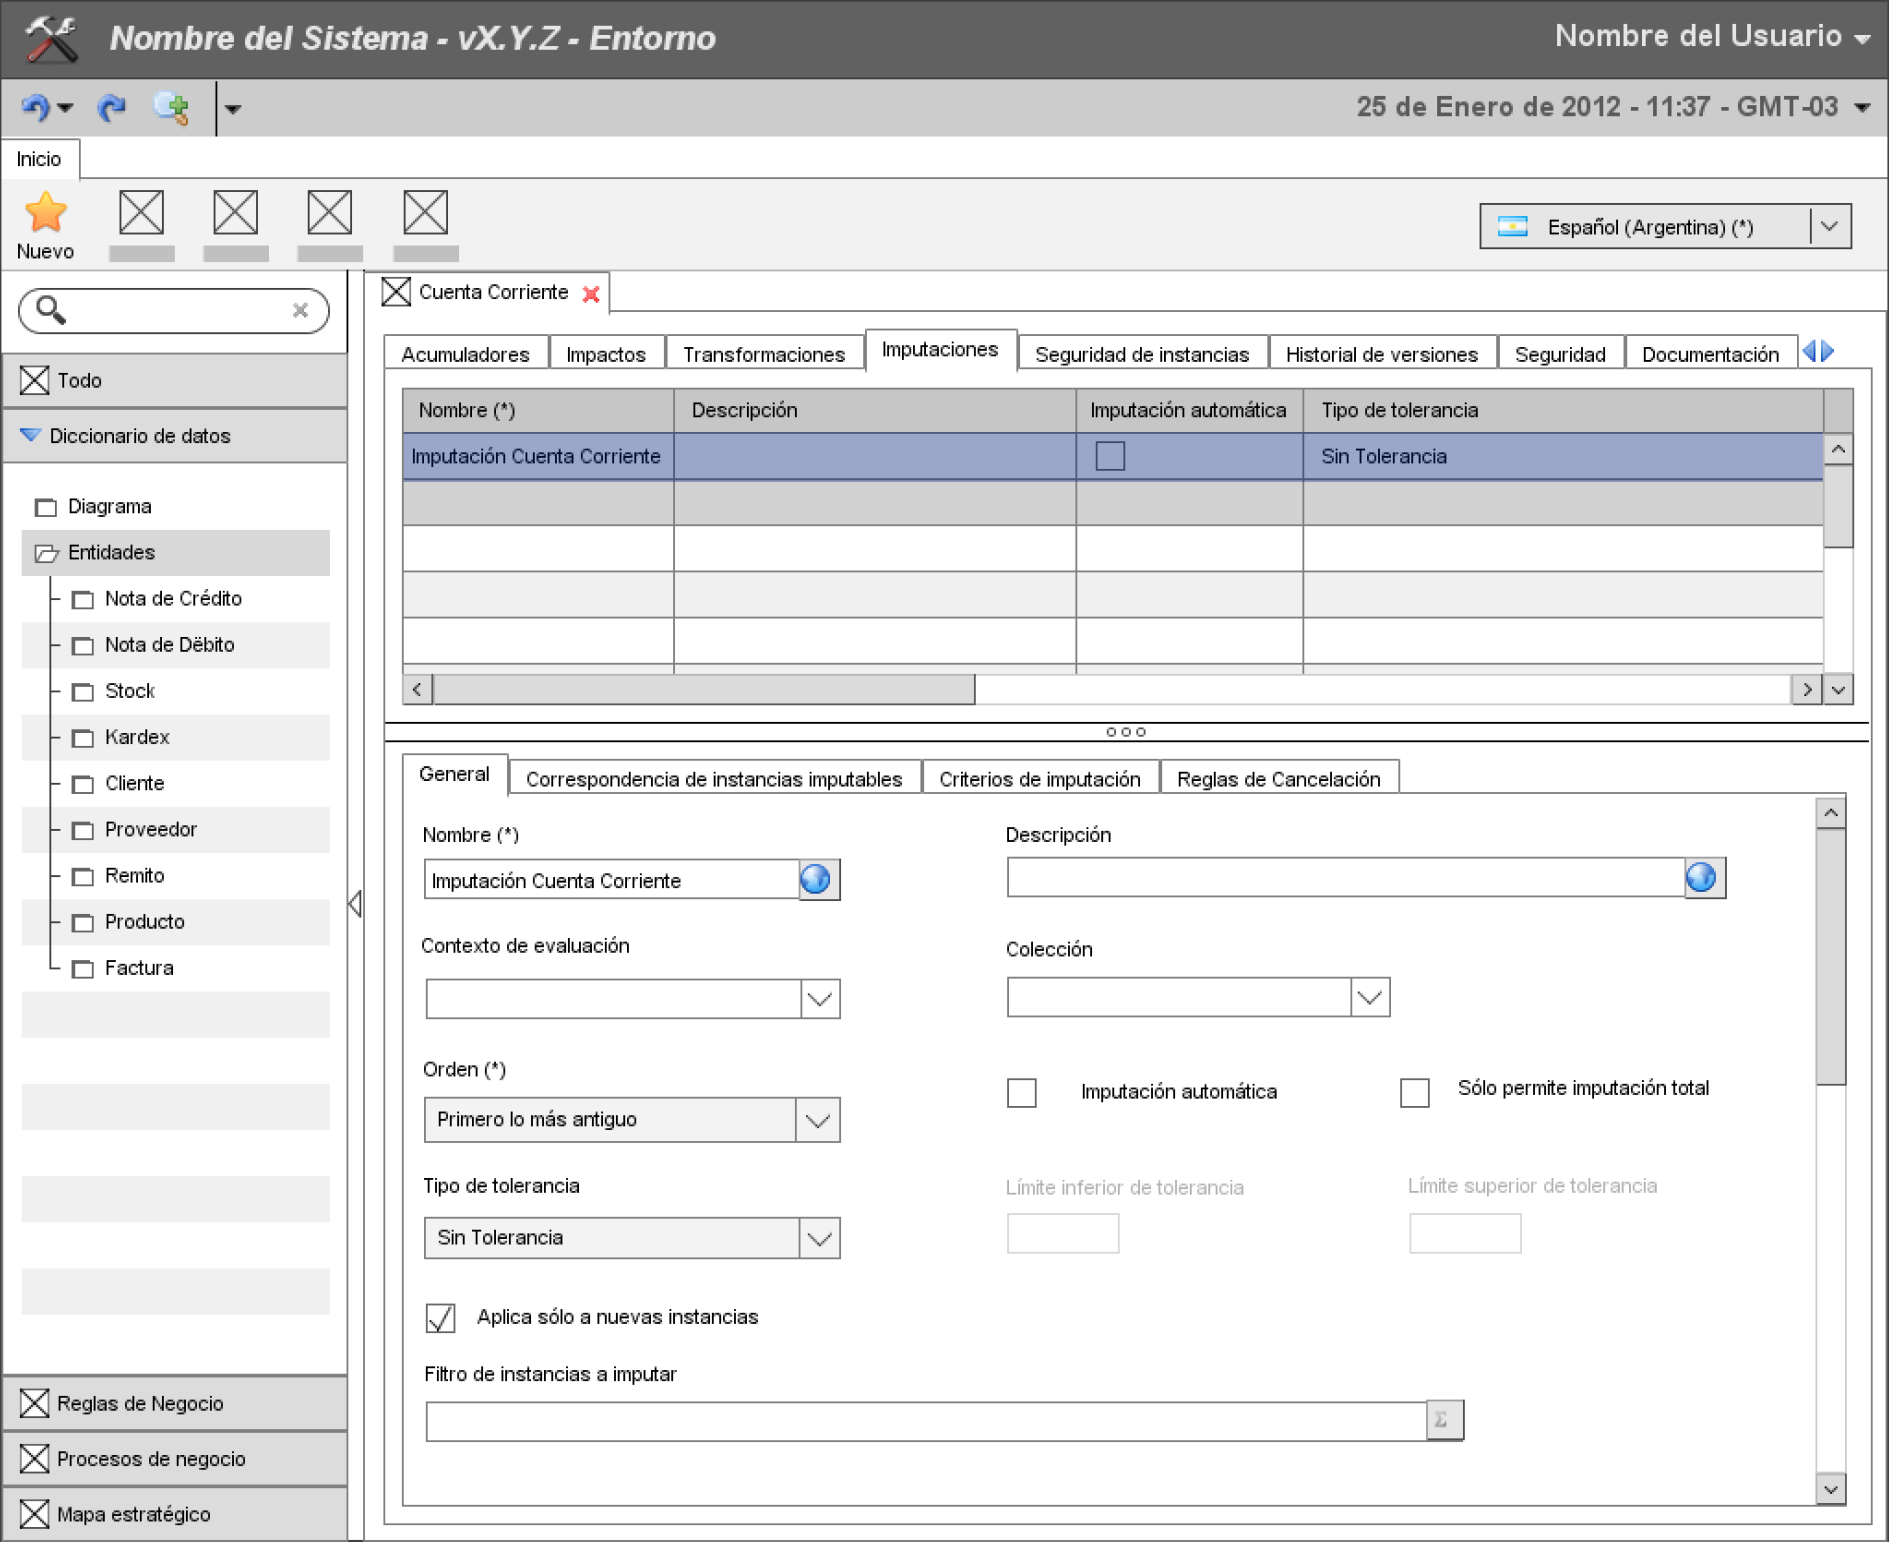 Nombre del Sistema - vX.Y.Z - Entorno
Nombre del Usuario
25 de Enero de 2012 - 11:37 - GMT-03
Inicio
Nuevo
Español (Argentina) (*)
Cuenta Corriente
Todo
Diccionario de datos
Diagrama
Entidades
Nota de Crédito
Nota de Dëbito
Stock
Kardex
Cliente
Proveedor
Remito
Producto
Factura
Reglas de Negocio
Procesos de negocio
Mapa estratégico
Acumuladores Impactos Transformaciones Imputaciones Seguridad de instancias Historial de versiones Seguridad Documentación
Nombre (*) Descripción Imputación automática Tipo de tolerancia
Imputación Cuenta Corriente Sin Tolerancia
General Correspondencia de instancias imputables Criterios de imputación Reglas de Cancelación
Nombre (*) Descripción
Imputación Cuenta Corriente
Contexto de evaluación Colección
Orden (*)
Primero lo más antiguo Imputación automática Sólo permite imputación total
Tipo de tolerancia Límite inferior de tolerancia Límite superior de tolerancia
Sin Tolerancia
Aplica sólo a nuevas instancias
Filtro de instancias a imputar
Σ